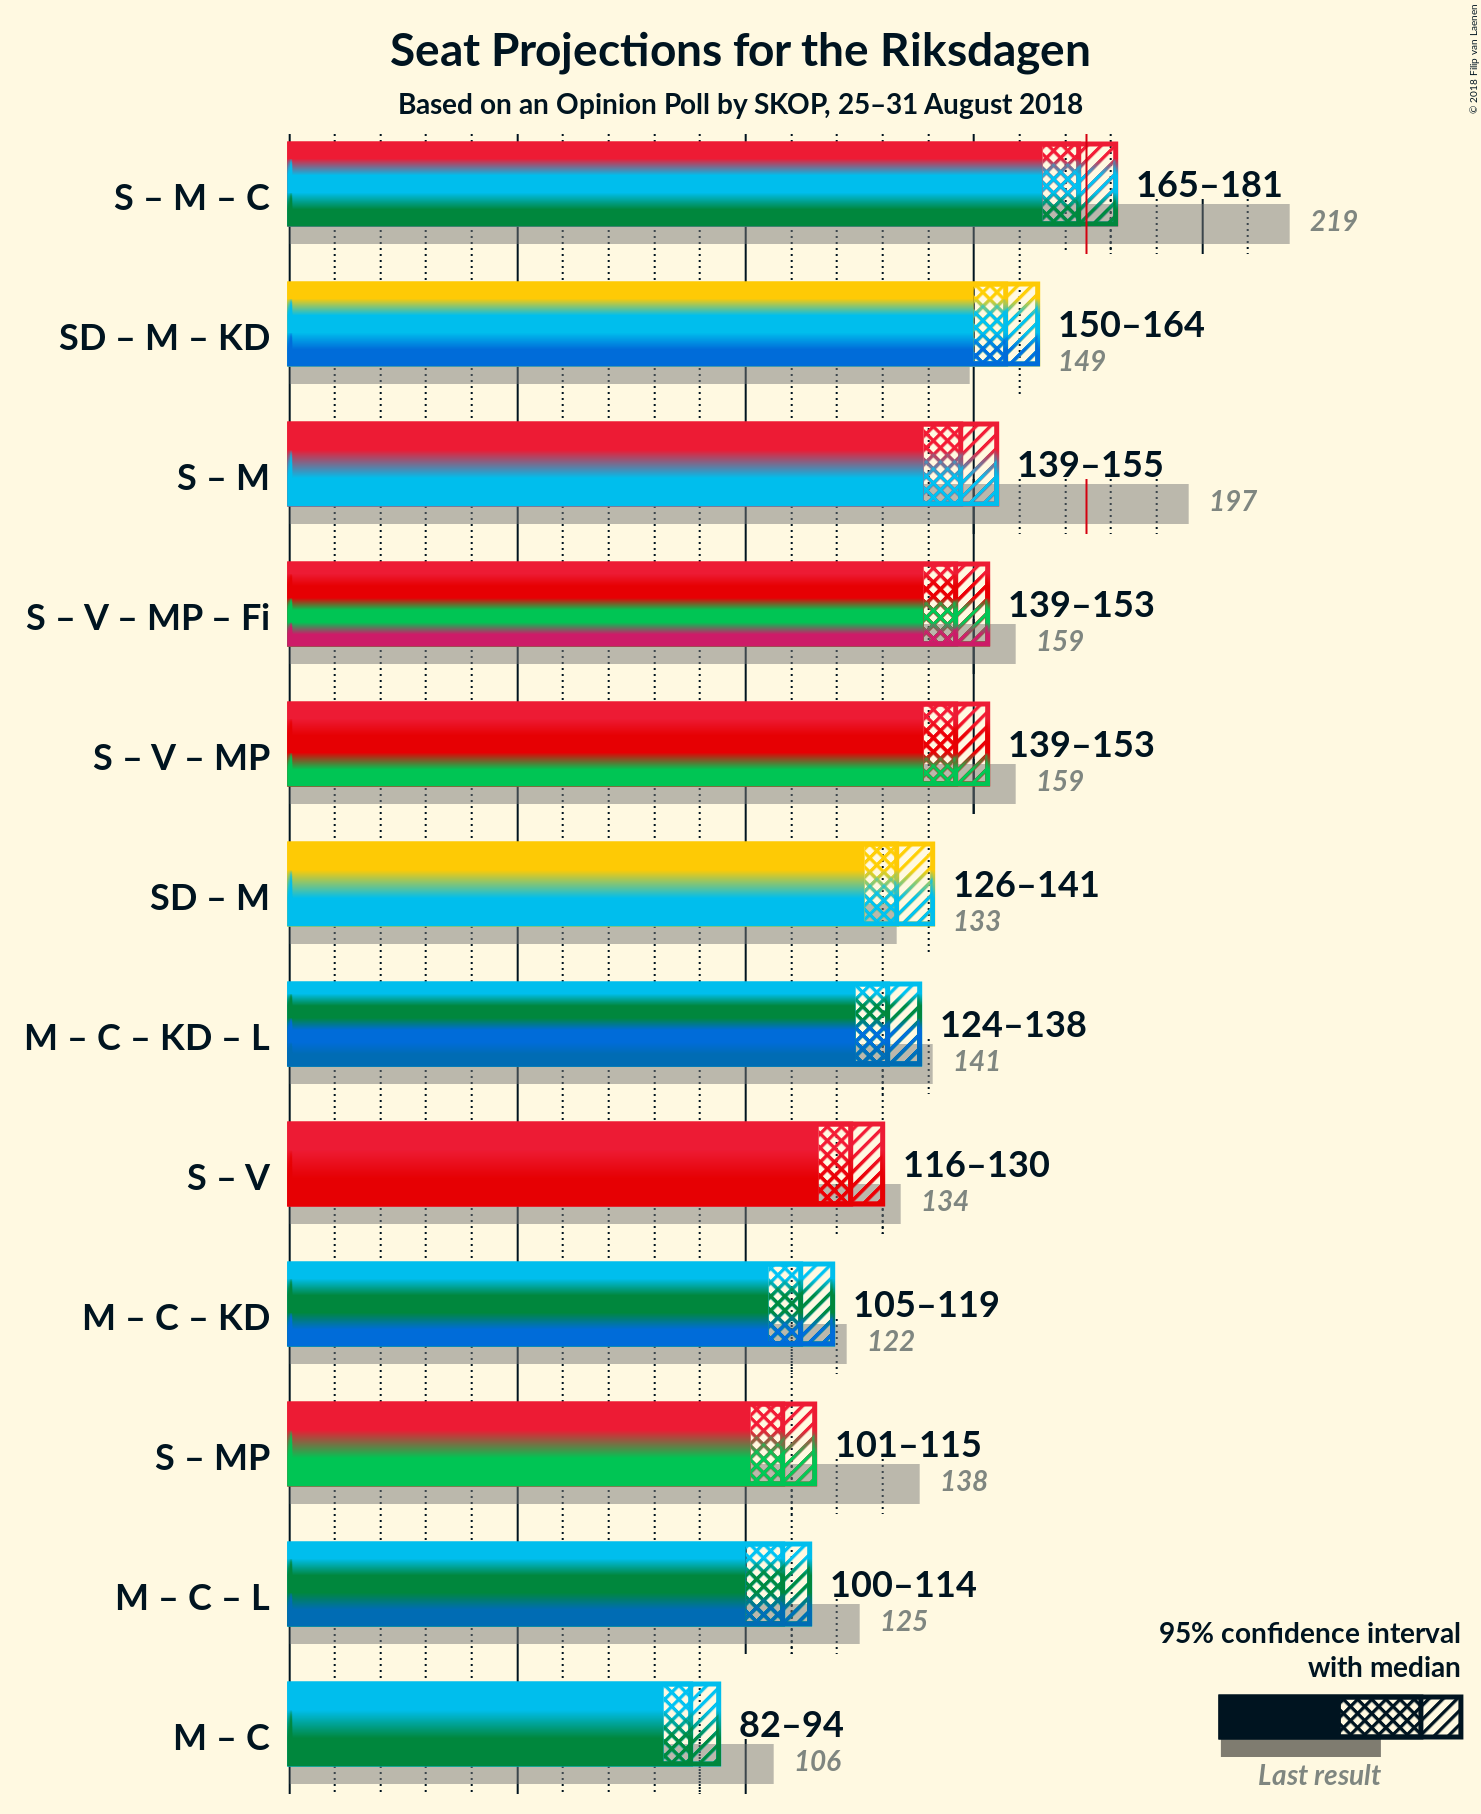 Seat Projections for the Riksdagen
Based on an Opinion Poll by SKOP, 25–31 August 2018
© 2018 Filip van Laenen
S – M – C
165–181
219
SD – M – KD
150–164
149
S – M
139–155
197
S – V – MP – Fi
139–153
159
S – V – MP
139–153
159
SD – M
126–141
133
M – C – KD – L
124–138
141
S – V
116–130
134
M – C – KD
105–119
122
S – MP
101–115
138
M – C – L
100–114
125
M – C
82–94
106
95% confidence interval
with median
Last result